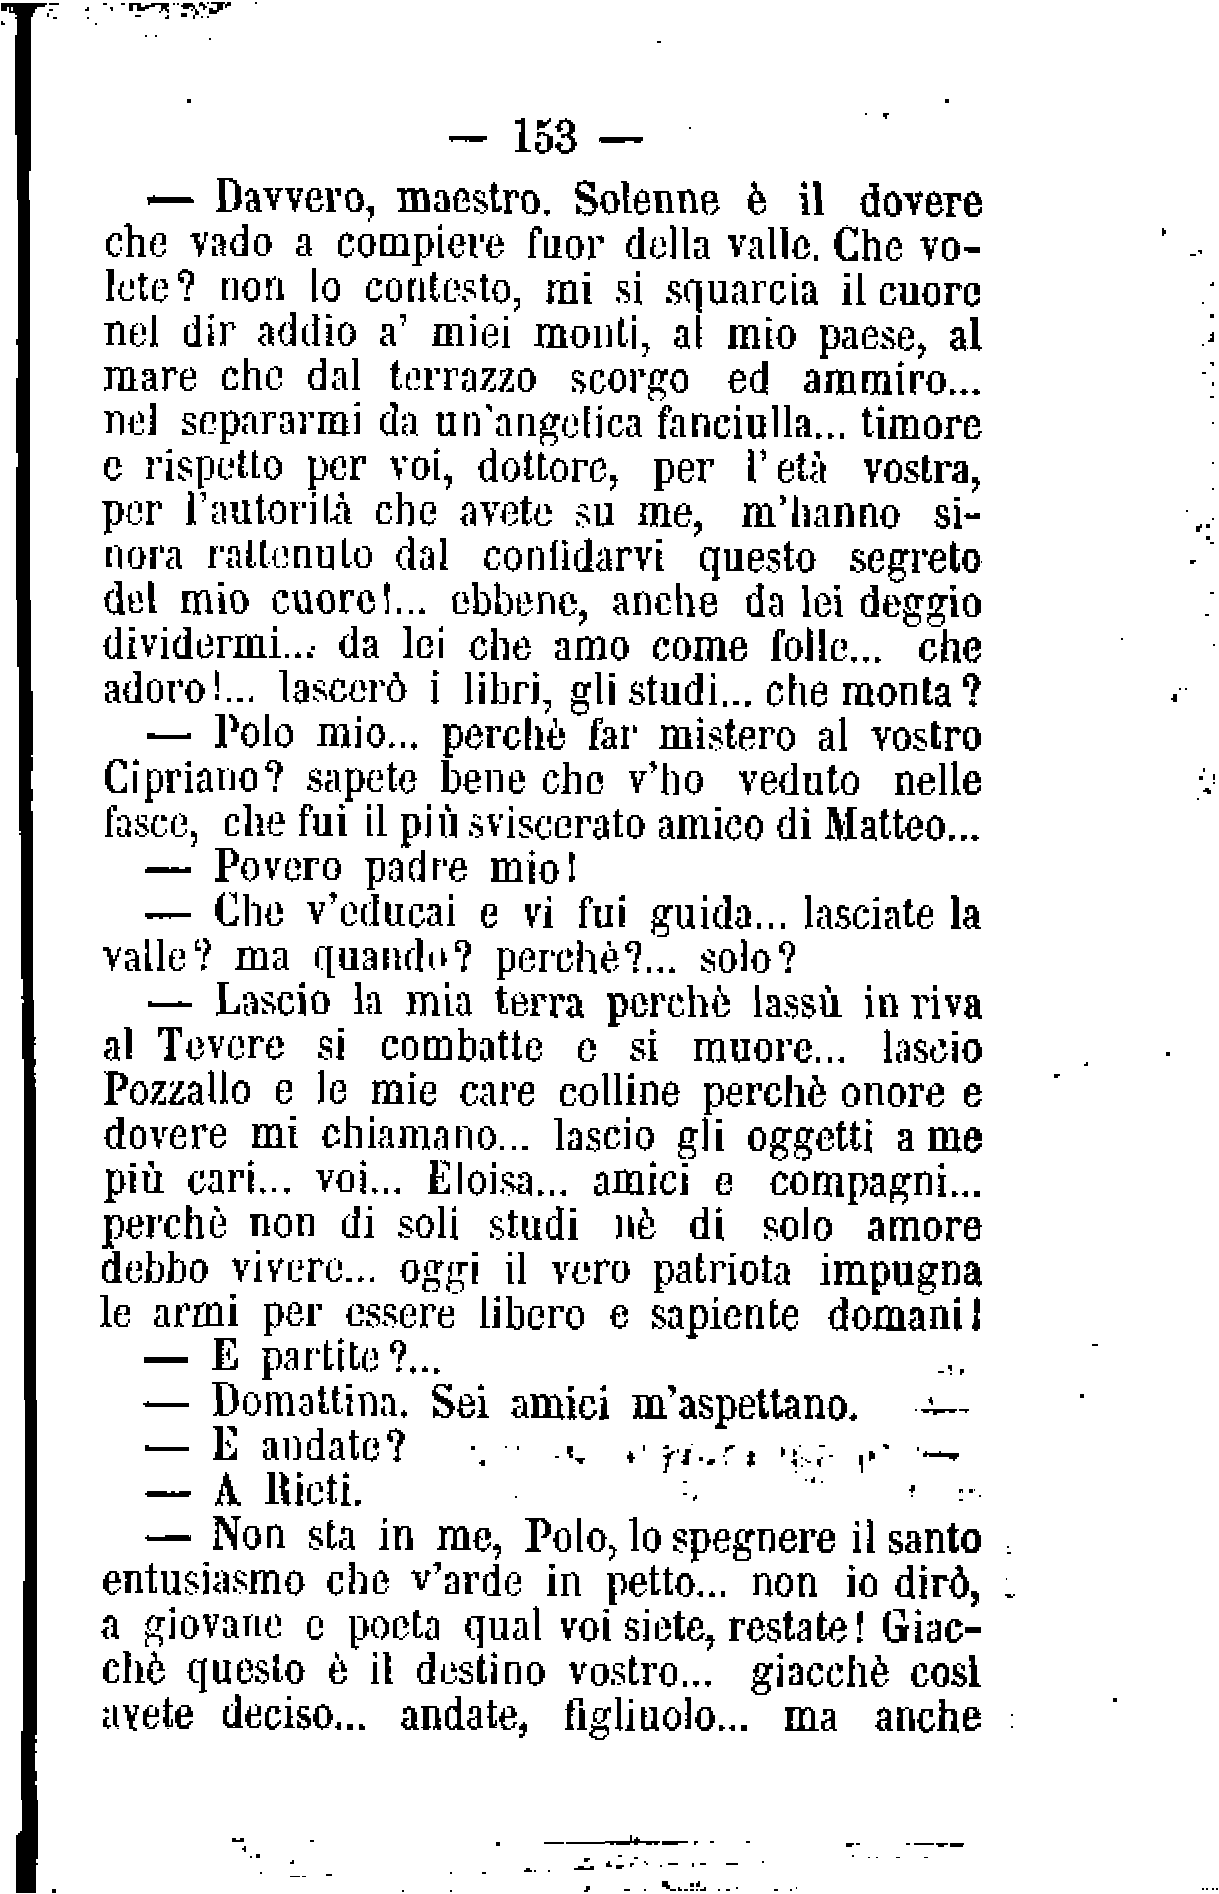 — 153 —
— Davvero, maestro. Solenne è il dovere
che vado a compiere fuor della valle. Che vo-
lete? non lo contesto, mi si squarcia il cuore
nel dir addio a' miei monti, al mio paese, al
mare che dal terrazzo scorgo ed ammiro...
nel separarmi da un'angelica fanciulla... timore
e rispetto per voi, dottore, per l'età vostra,
per l'autorità che avete su me, m'hanno si-
nora rattenuto dal confidarvi questo segreto
del mio cuore!... ebbene, anche da lei deggio
dividermi... da lei che amo come folle... che
adoro!... lascerò i libri, gli studi... che monta?
— Polo mio... perchè far mistero al vostro
Cipriano? sapete bene che v'ho veduto nelle
fasce, che fui il più sviscerato amico di Matteo...
— Povero padre mio!
— Che v'educai e vi fui guida... lasciate la
valle? ma quando? perchè?... solo?
— Lascio la mia terra perchè lassù in riva
al Tevere si combatte e si muore... lascio
Pozzallo e le mie care colline perchè onore e
dovere mi chiamano... lascio gli oggetti a me
più cari... voi... Eloisa... amici e compagni...
perchè non di soli studi nè di solo amore
debbo vivere... oggi il vero patriota impugna
le armi per essere libero e sapiente domani!
— E partite?...
— Domattina. Sei amici m'aspettano.
— E andate?
— A Rieti.
— Non sta in me, Polo, lo spegnere il santo
entusiasmo che v'arde in petto... non io dirò,
a giovane e poeta qual voi siete, restate! Giac-
chè questo è il destino vostro... giacchè così
avete deciso... andate, figliuolo... ma anche